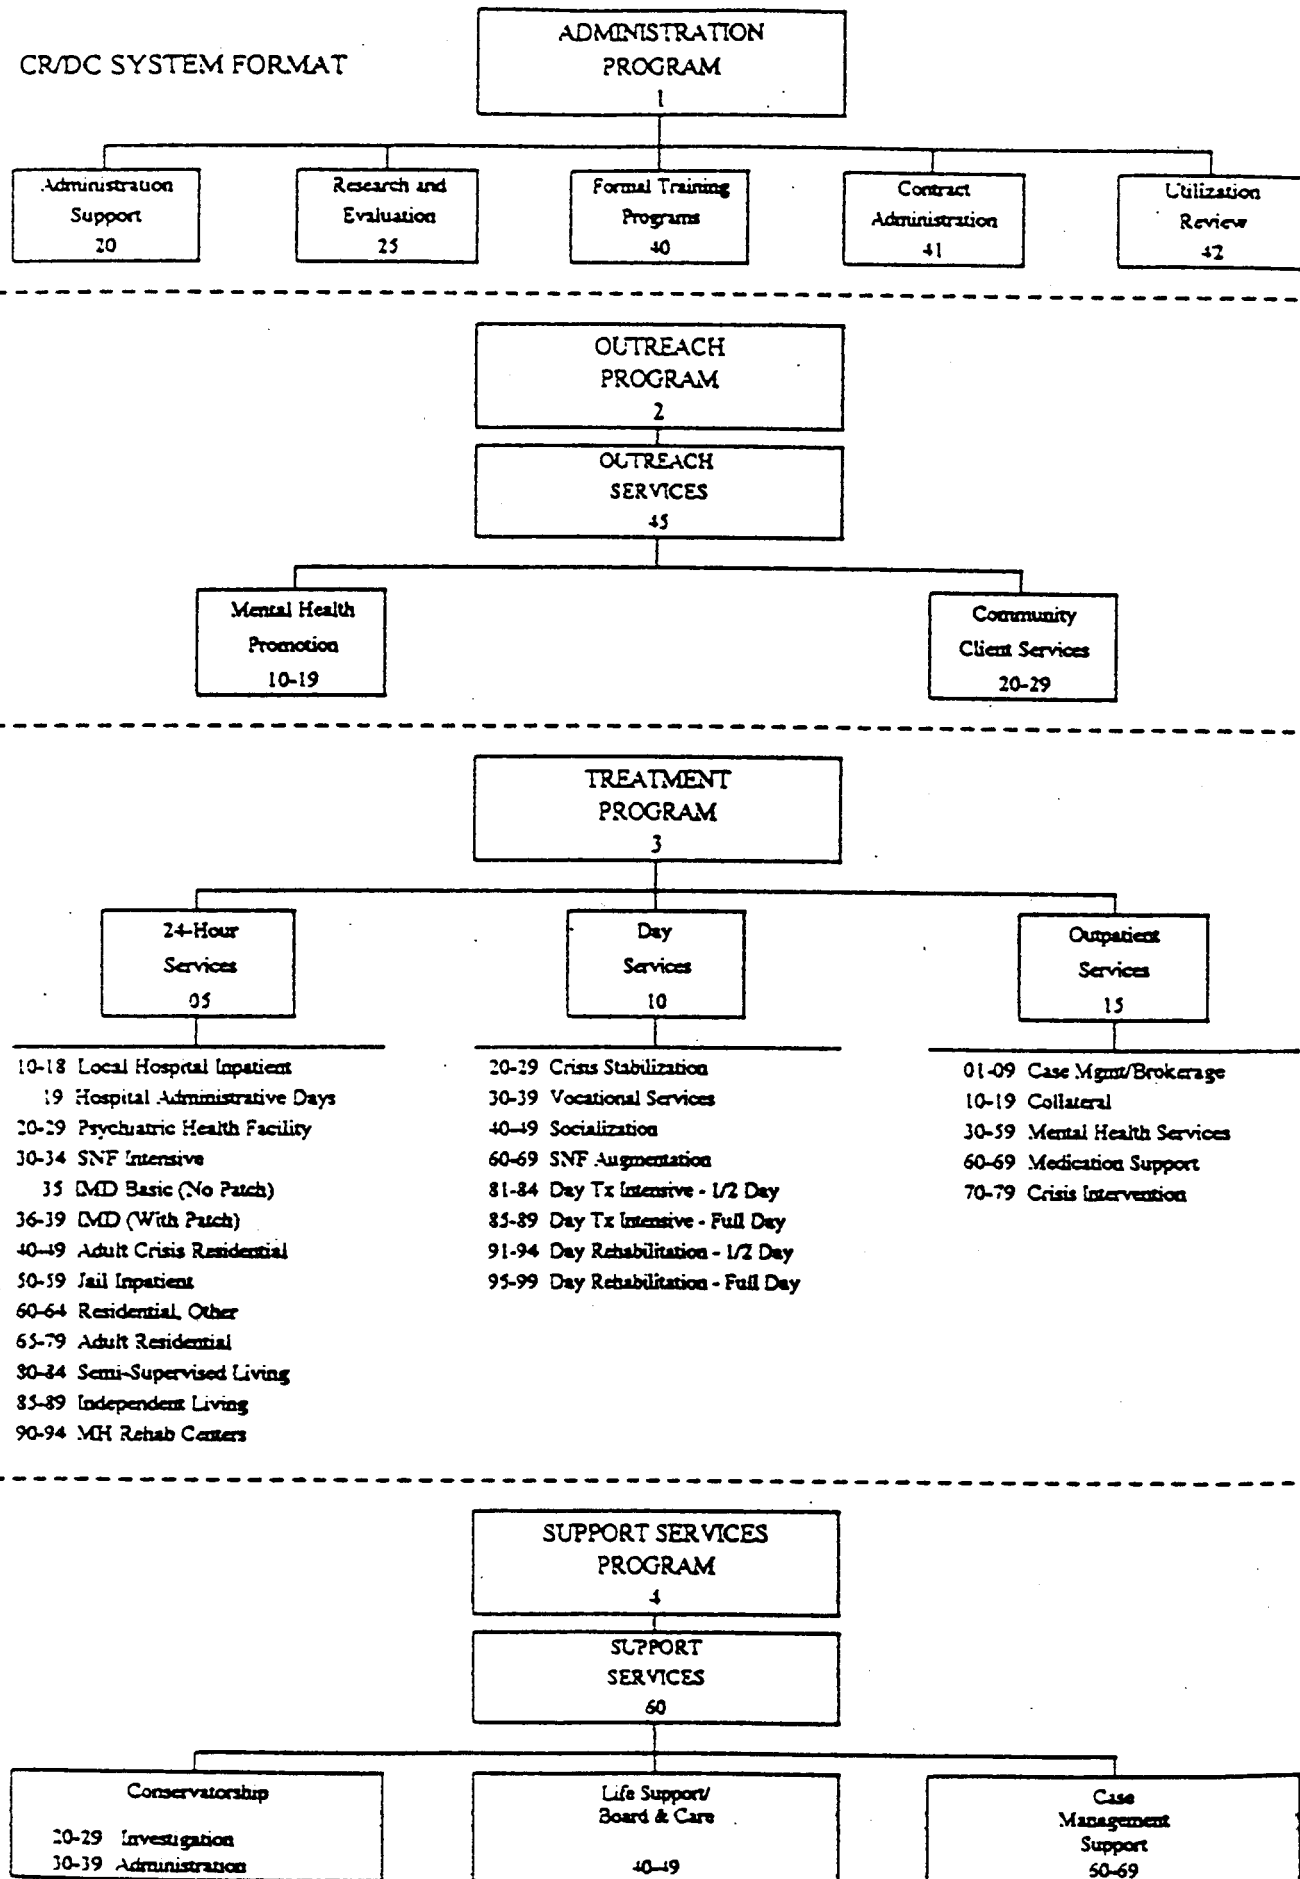 CR/DC SYSTEM FORMAT
ADMINISTRATION
PROGRAM
1
Administration
Support
20
Research and
Evaluation
25
Formal Training
Programs
40
Contract
Administration
41
Utilization
Review
42
OUTREACH
PROGRAM
2
OUTREACH
SERVICES
45
Mental Health
Promotion
10-19
Community
Client Services
20-29
TREATMENT
PROGRAM
3
24-Hour
Services
05
10-18 Local Hospital Inpatient
19 Hospital Administrative Days
20-29 Psychiatric Health Facility
30-34 SNF Intensive
35 IMD Basic (No Patch)
36-39 IMD (With Patch)
40-49 Adult Crisis Residential
50-59 Jail Inpatient
60-64 Residential, Other
65-79 Adult Residential
80-84 Semi-Supervised Living
85-89 Independent Living
90-94 MH Rehab Centers
Day
Services
10
20-29 Crisis Stabilization
30-39 Vocational Services
40-49 Socialization
60-69 SNF Augmentation
81-84 Day Tx Intensive - 1/2 Day
85-89 Day Tx Intensive - Full Day
91-94 Day Rehabilitation - 1/2 Day
95-99 Day Rehabilitation - Full Day
Outpatient
Services
15
01-09 Case Mgmt/Brokerage
10-19 Collateral
30-59 Mental Health Services
60-69 Medication Support
70-79 Crisis Intervention
SUPPORT SERVICES
PROGRAM
4
SUPPORT
SERVICES
60
Conservatorship
20-29 Investigation
30-39 Administration
Life Support/
Board & Care
40-49
Case
Management
Support
60-69